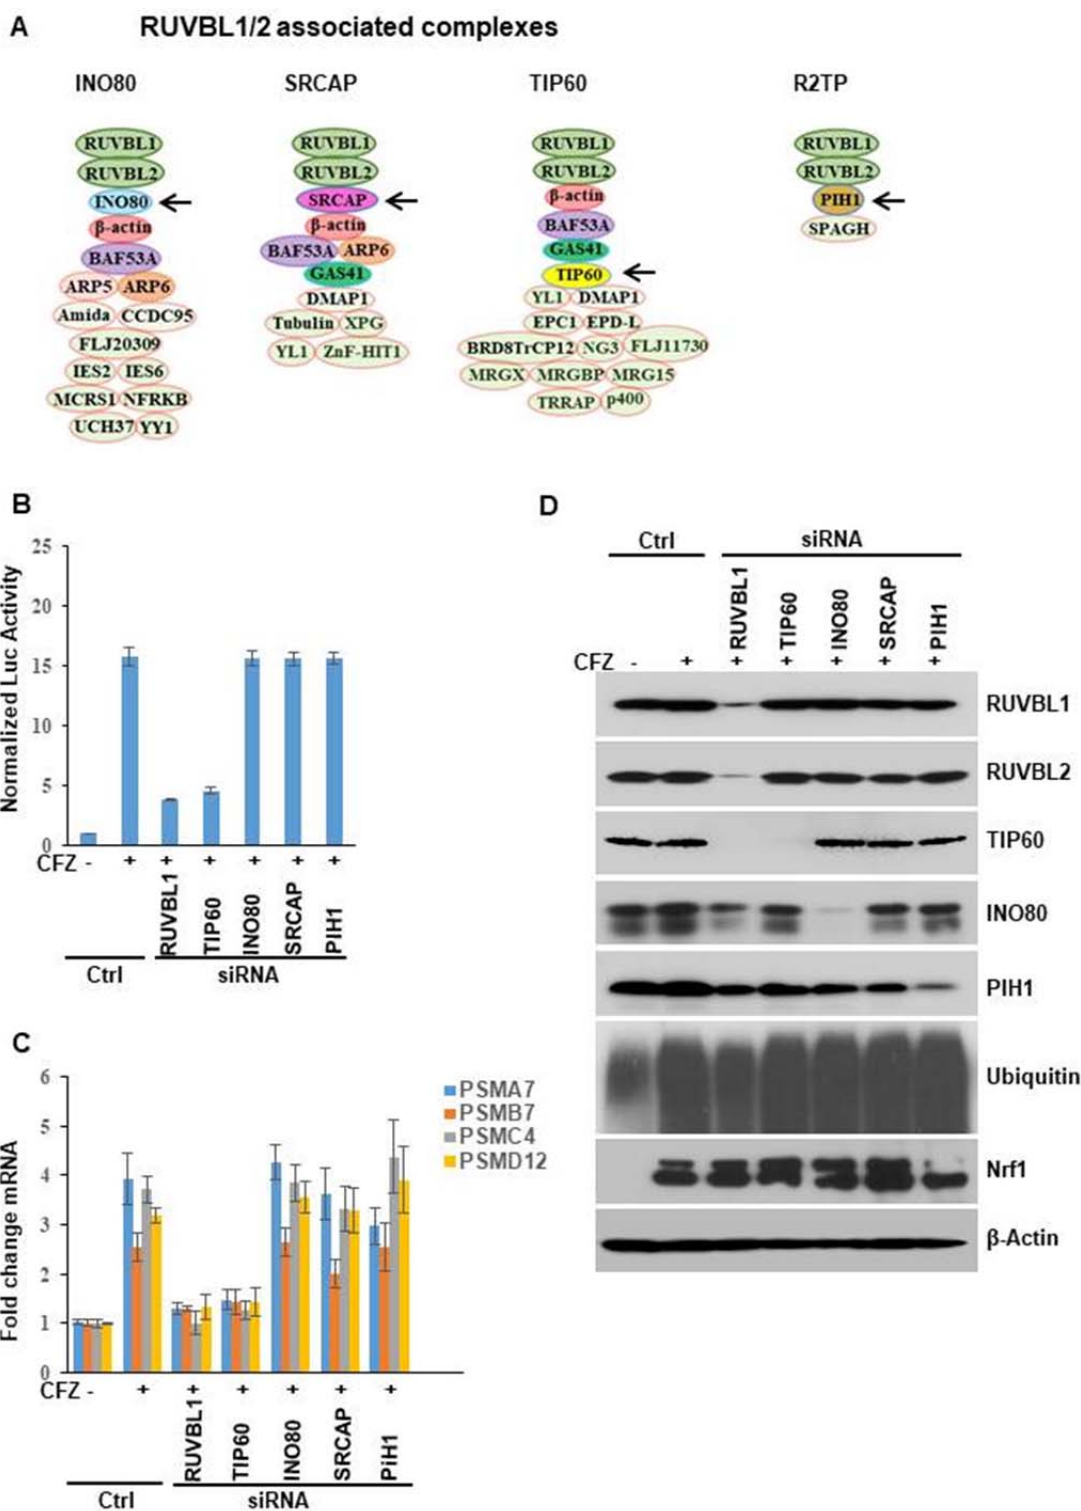 A
RUVBL1/2 associated complexes
INO80 SRCAP TIP60 R2TP
RUVBL1
RUVBL2
INO80
β-actin
BAF53A
ARP5 ARP6
Amida CCDC95
FLJ20309
IES2 IES6
MCRS1 NFRKB
UCH37 YY1
RUVBL1
RUVBL2
SRCAP
β-actin
BAF53A ARP6
GAS41
DMAP1
Tubulin XPG
YL1 ZnF-HIT1
RUVBL1
RUVBL2
β-actin
BAF53A
GAS41
TIP60
YL1 DMAP1
EPC1 EPD-L
BRD8TrCP12 NG3 FLJ11730
MRGX MRGBP MRG15
TRRAP p400
RUVBL1
RUVBL2
PIH1
SPAGH
B
Normalized Luc Activity
25
20
15
10
5
0
CFZ - + + + + + +
RUVBL1 TIP60 INO80 SRCAP PIH1
Ctrl siRNA
C
Fold change mRNA
6
5
4
3
2
1
0
PSMA7
PSMB7
PSMC4
PSMD12
CFZ - + + + + + +
RUVBL1 TIP60 INO80 SRCAP PiH1
Ctrl siRNA
D
Ctrl siRNA
RUVBL1 TIP60 INO80 SRCAP PIH1
CFZ - + + + + + +
RUVBL1
RUVBL2
TIP60
INO80
PIH1
Ubiquitin
Nrf1
β-Actin